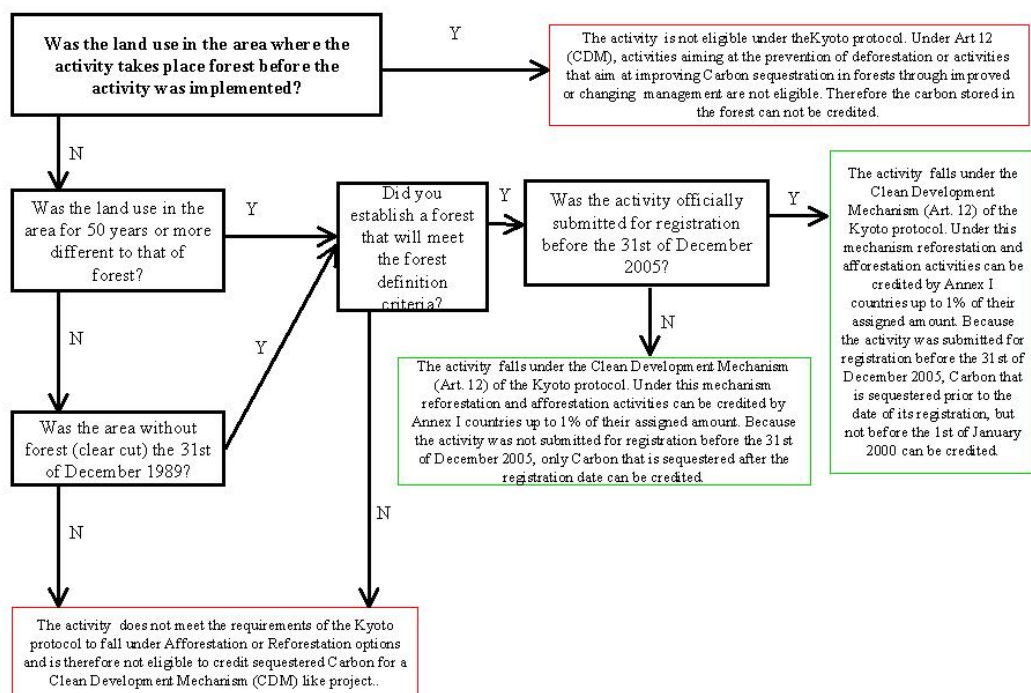 Was the land use in the area where the
activity takes place forest before the
activity was implemented?
Y
The activity is not eligible under theKyoto protocol. Under Art 12
(CDM), activities aiming at the prevention of deforestation or activities
that aim at improving Carbon sequestration in forests through improved
or changing management are not eligible. Therefore the carbon stored in
the forest can not be credited.
N
Was the land use in the
area for 50 years or more
different to that of
forest?
Y
Did you
establish a forest
that will meet
the forest
definition
criteria?
Y
Was the activity officially
submitted for registration
before the 31st of December
2005?
Y
The activity falls under the
Clean Development
Mechanism (Art. 12) of the
Kyoto protocol. Under this
mechanism reforestation and
afforestation activities can be
credited by Annex I
countries up to 1% of their
assigned amount. Because
the activity was submitted for
registration before the 31st of
December 2005, Carbon that
is sequestered prior to the
date of its registration, but
not before the 1st of January
2000 can be credited.
N
Y
N
The activity falls under the Clean Development Mechanism
(Art. 12) of the Kyoto protocol. Under this mechanism
reforestation and afforestation activities can be credited by
Annex I countries up to 1% of their assigned amount. Because
the activity was not submitted for registration before the 31st
of December 2005, only Carbon that is sequestered after the
registration date can be credited.
Was the area without
forest (clear cut) the 31st
of December 1989?
N
N
The activity does not meet the requirements of the Kyoto
protocol to fall under Afforestation or Reforestation options
and is therefore not eligible to credit sequestered Carbon for a
Clean Development Mechanism (CDM) like project..